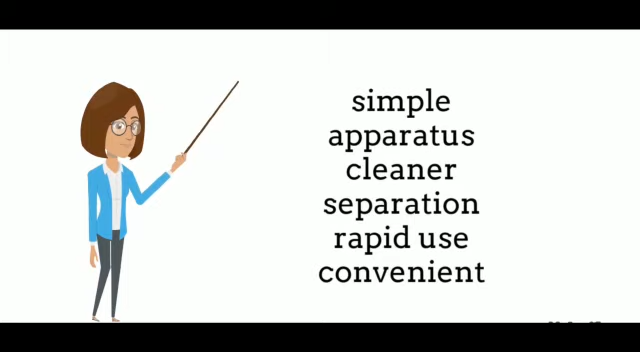 simple
apparatus
cleaner
separation
rapid use
convenient